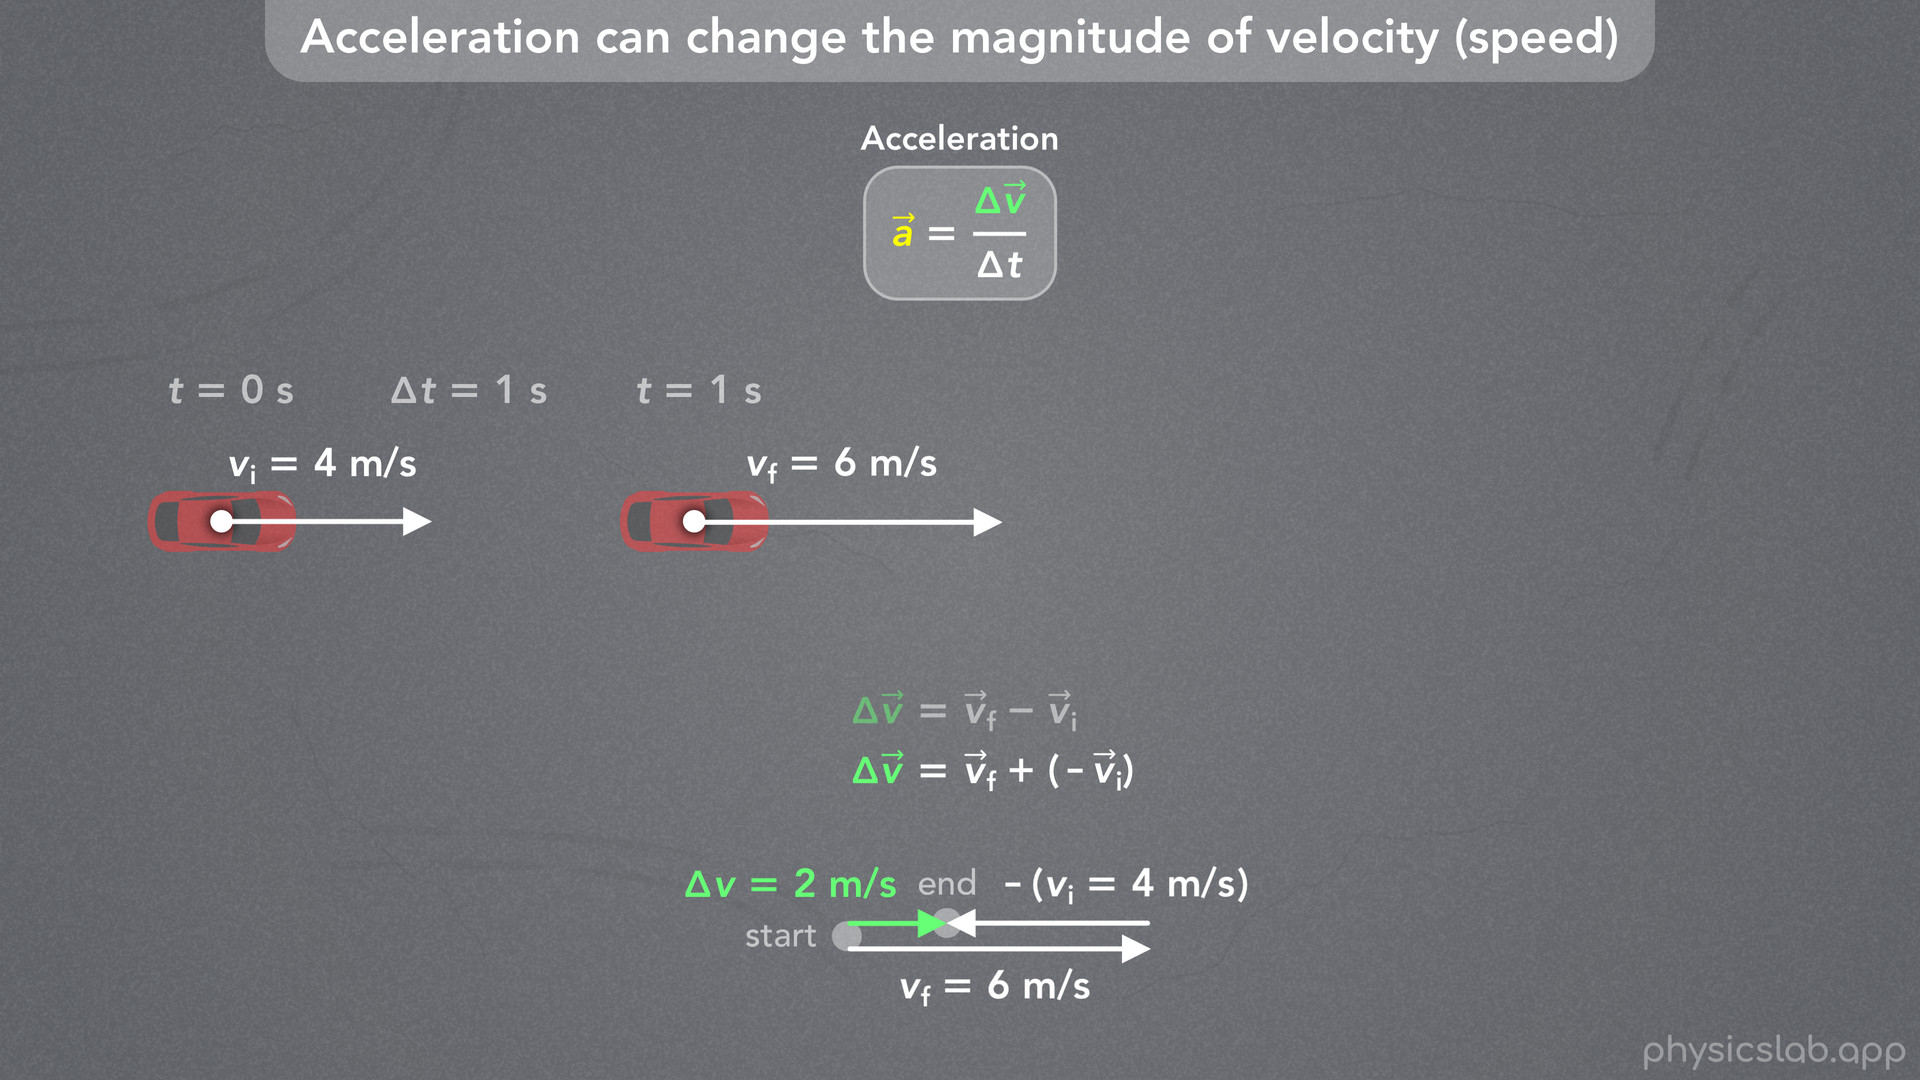 Acceleration can change the magnitude of velocity (speed)
Acceleration
a⃗ = Δv⃗ / Δt
t = 0 s Δt = 1 s t = 1 s
vᵢ = 4 m/s v_f = 6 m/s
Δv⃗ = v⃗_f − v⃗ᵢ
Δv⃗ = v⃗_f + (- v⃗ᵢ)
Δv = 2 m/s end -(vᵢ = 4 m/s)
start
v_f = 6 m/s
physicslab.app